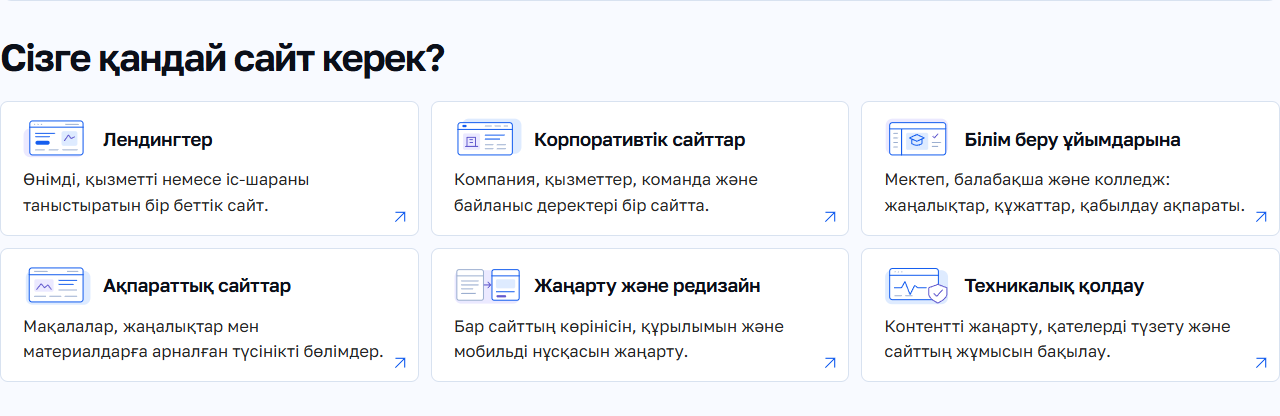 Сізге қандай сайт керек?
Лендингтер
Өнімді, қызметті немесе іс-шараны
таныстыратын бір беттік сайт.
Корпоративтік сайттар
Компания, қызметтер, команда және
байланыс деректері бір сайтта.
Білім беру ұйымдарына
Мектеп, балабақша және колледж:
жаңалықтар, құжаттар, қабылдау ақпараты.
Ақпараттық сайттар
Мақалалар, жаңалықтар мен
материалдарға арналған түсінікті бөлімдер.
Жаңарту және редизайн
Бар сайттың көрінісін, құрылымын және
мобильді нұсқасын жаңарту.
Техникалық қолдау
Контентті жаңарту, қателерді түзету және
сайттың жұмысын бақылау.